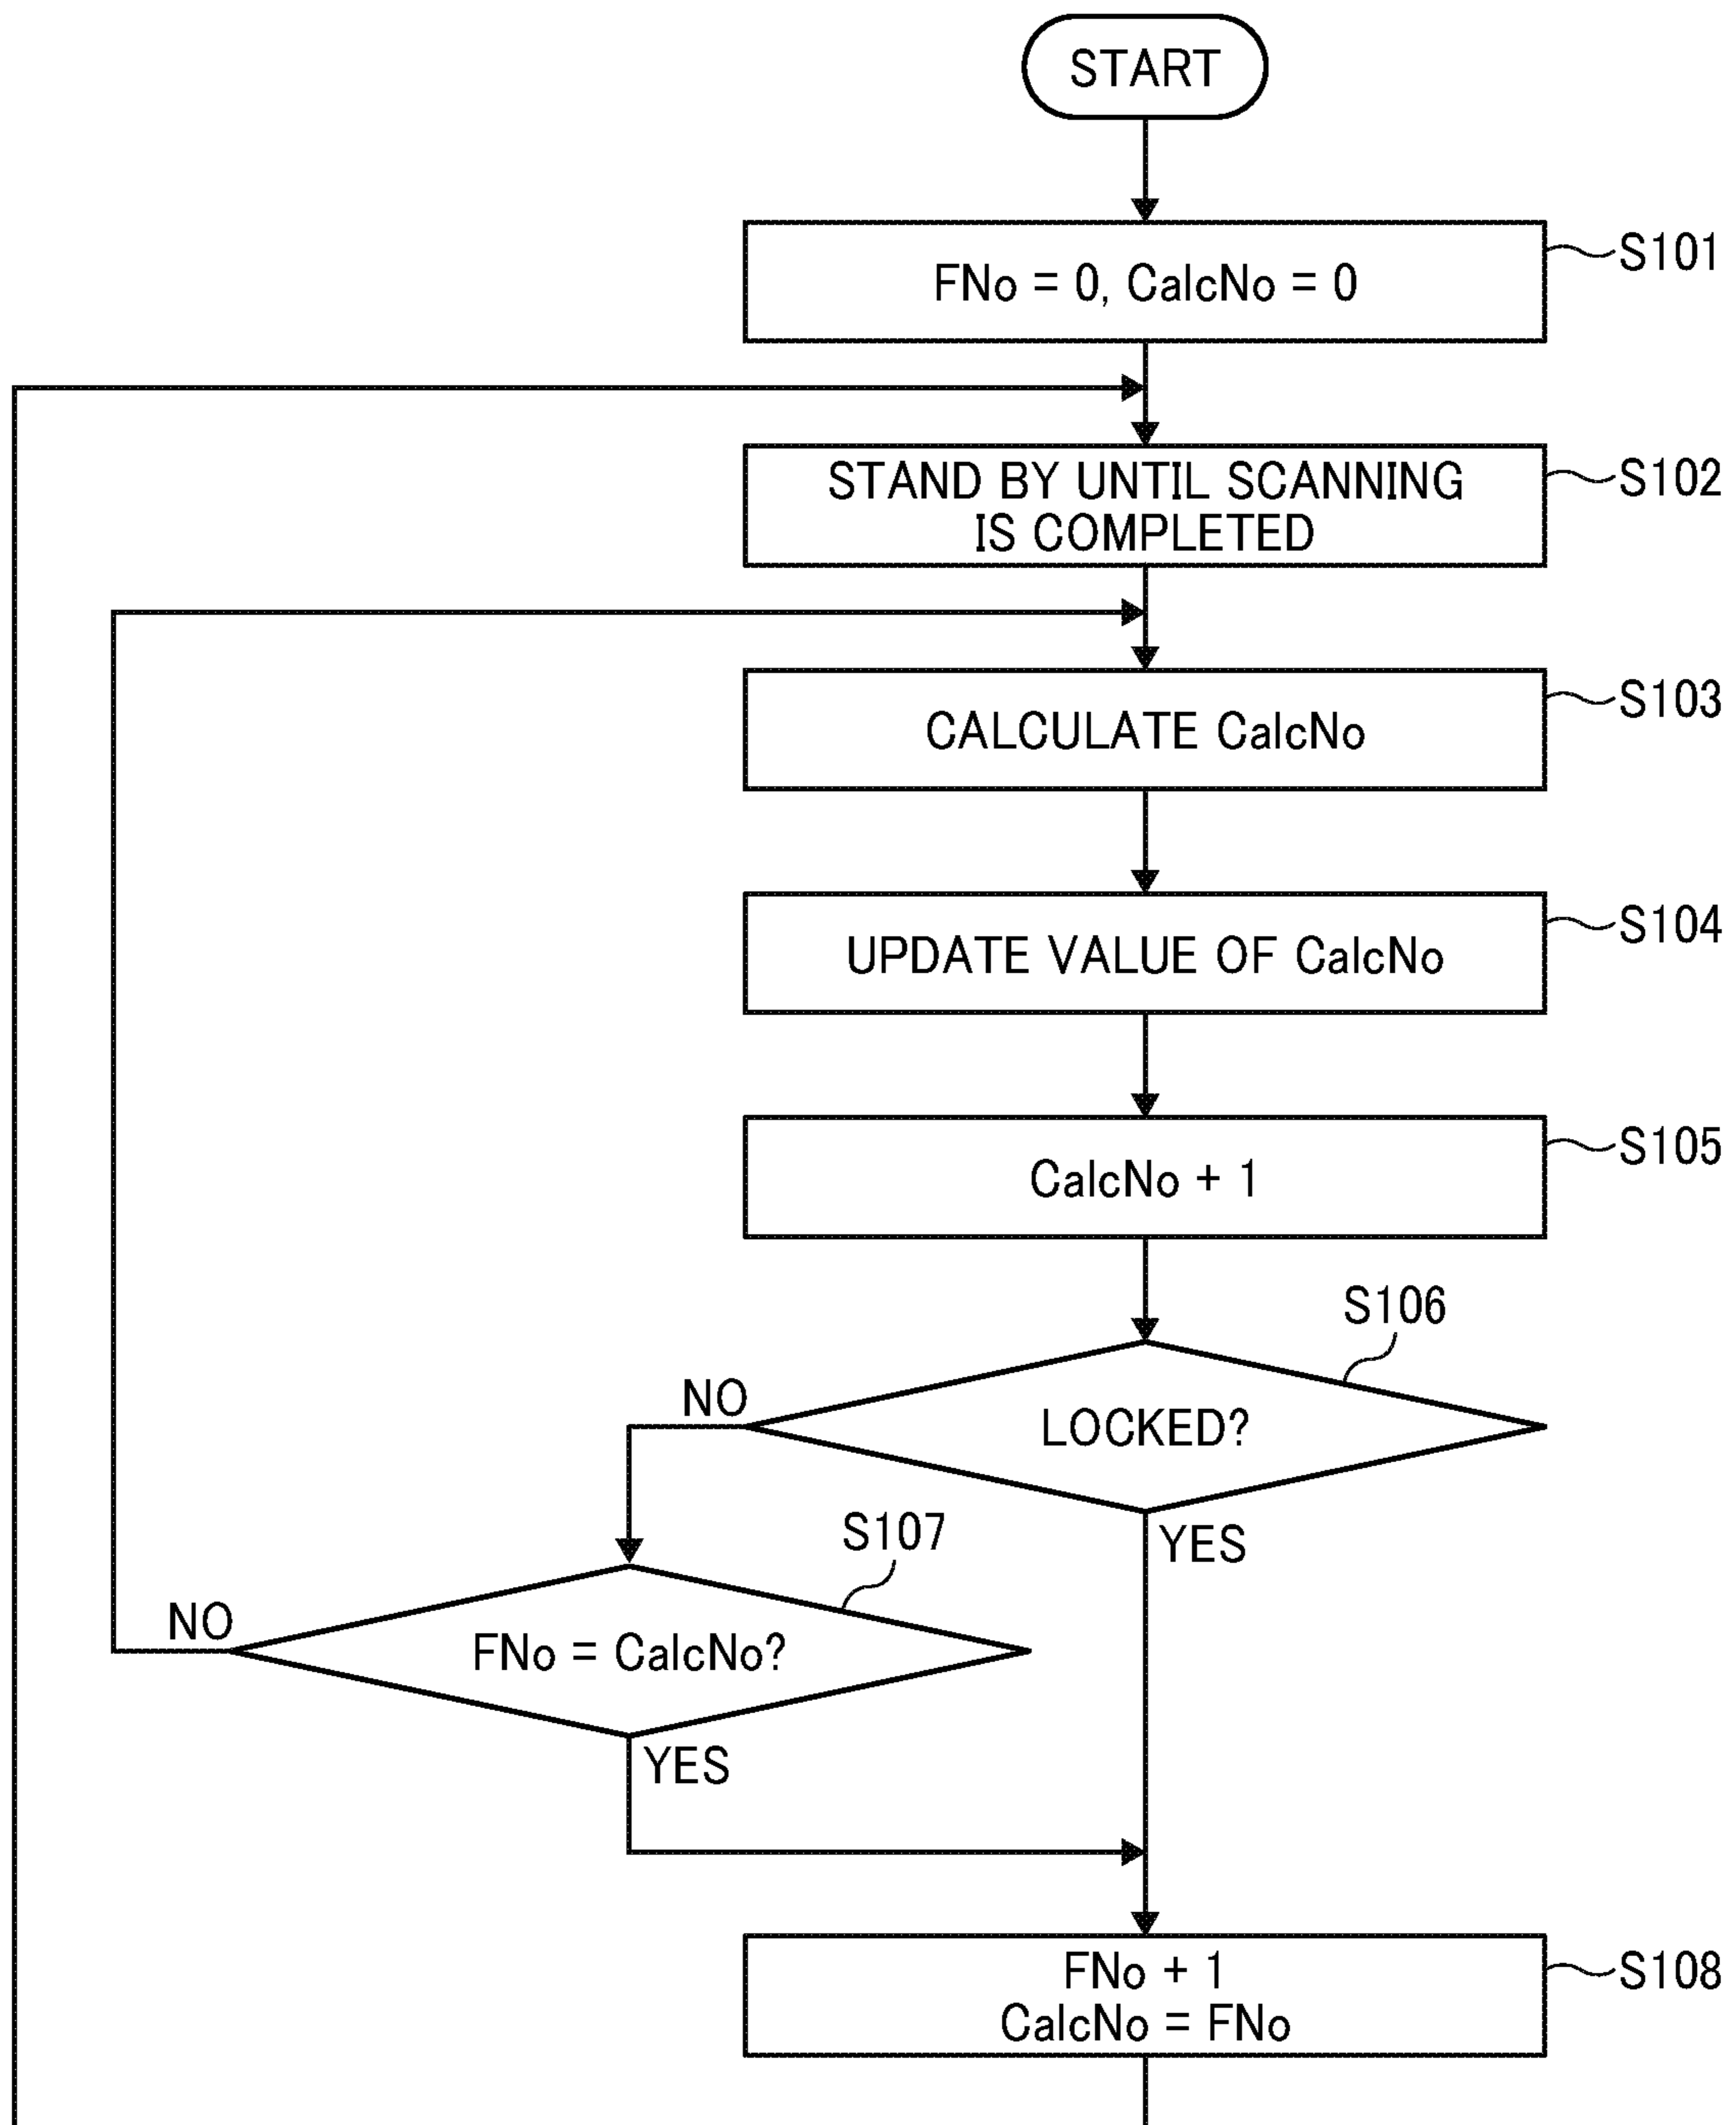 START
FNo = 0, CalcNo = 0
S101
STAND BY UNTIL SCANNING
IS COMPLETED
S102
CALCULATE CalcNo
S103
UPDATE VALUE OF CalcNo
S104
CalcNo + 1
S105
S106
NO
LOCKED?
YES
S107
NO
FNo = CalcNo?
YES
FNo + 1
CalcNo = FNo
S108